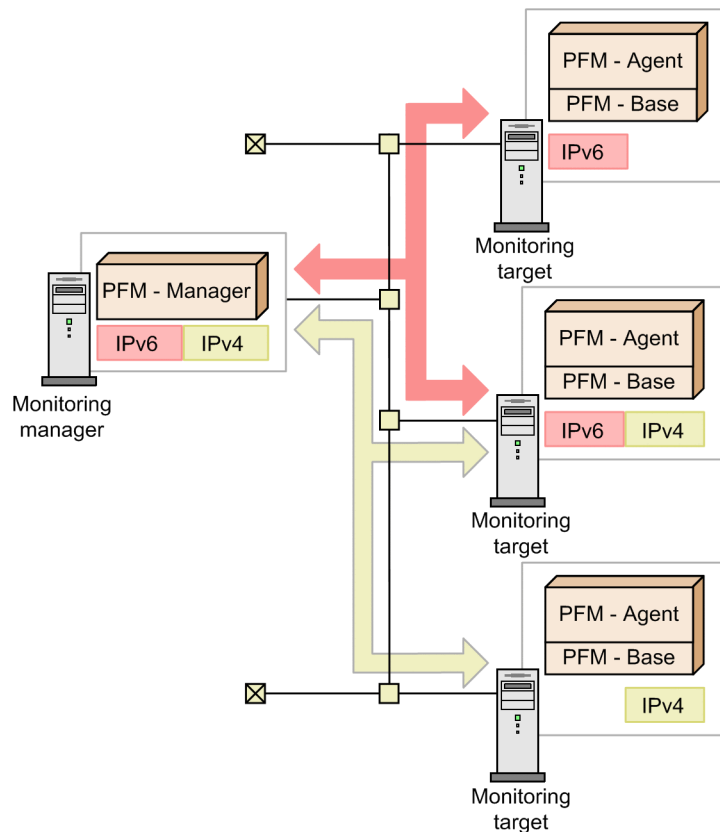 PFM - Agent
PFM - Base
IPv6
Monitoring
target
PFM - Manager
IPv6
IPv4
Monitoring
manager
PFM - Agent
PFM - Base
IPv6
IPv4
Monitoring
target
PFM - Agent
PFM - Base
IPv4
Monitoring
target